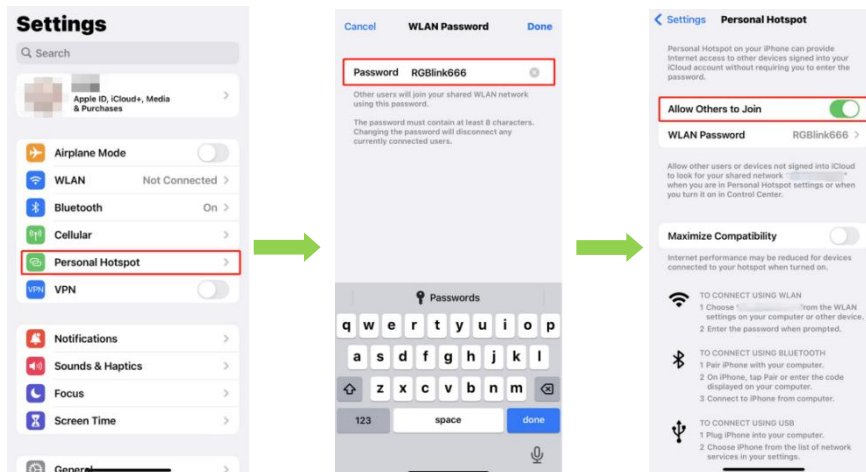 Settings
Search
Apple ID, iCloud+, Media
& Purchases
Airplane Mode
WLAN Not Connected
Bluetooth On
Cellular
Personal Hotspot
VPN VPN
Notifications
Sounds & Haptics
Focus
Screen Time
General
Cancel WLAN Password Done
Password RGBlink666
Other users will join your shared WLAN network
using this password.
The password must contain at least 8 characters.
Changing the password will disconnect any
currently connected users.
Passwords
q w e r t y u i o p
a s d f g h j k l
z x c v b n m
123 space done
Settings Personal Hotspot
Personal Hotspot on your iPhone can provide
Internet access to other devices signed into your
iCloud account without requiring you to enter the
password.
Allow Others to Join
WLAN Password RGBlink666
Allow other users or devices not signed into iCloud
to look for your shared network "
when you are in Personal Hotspot settings or when
you turn it on in Control Center.
Maximize Compatibility
Internet performance may be reduced for devices
connected to your hotspot when turned on.
TO CONNECT USING WLAN
1 Choose from the WLAN
settings on your computer or other device.
2 Enter the password when prompted.
TO CONNECT USING BLUETOOTH
1 Pair iPhone with your computer.
2 On iPhone, tap Pair or enter the code
displayed on your computer.
3 Connect to iPhone from computer.
TO CONNECT USING USB
1 Plug iPhone into your computer.
2 Choose iPhone from the list of network
services in your settings.